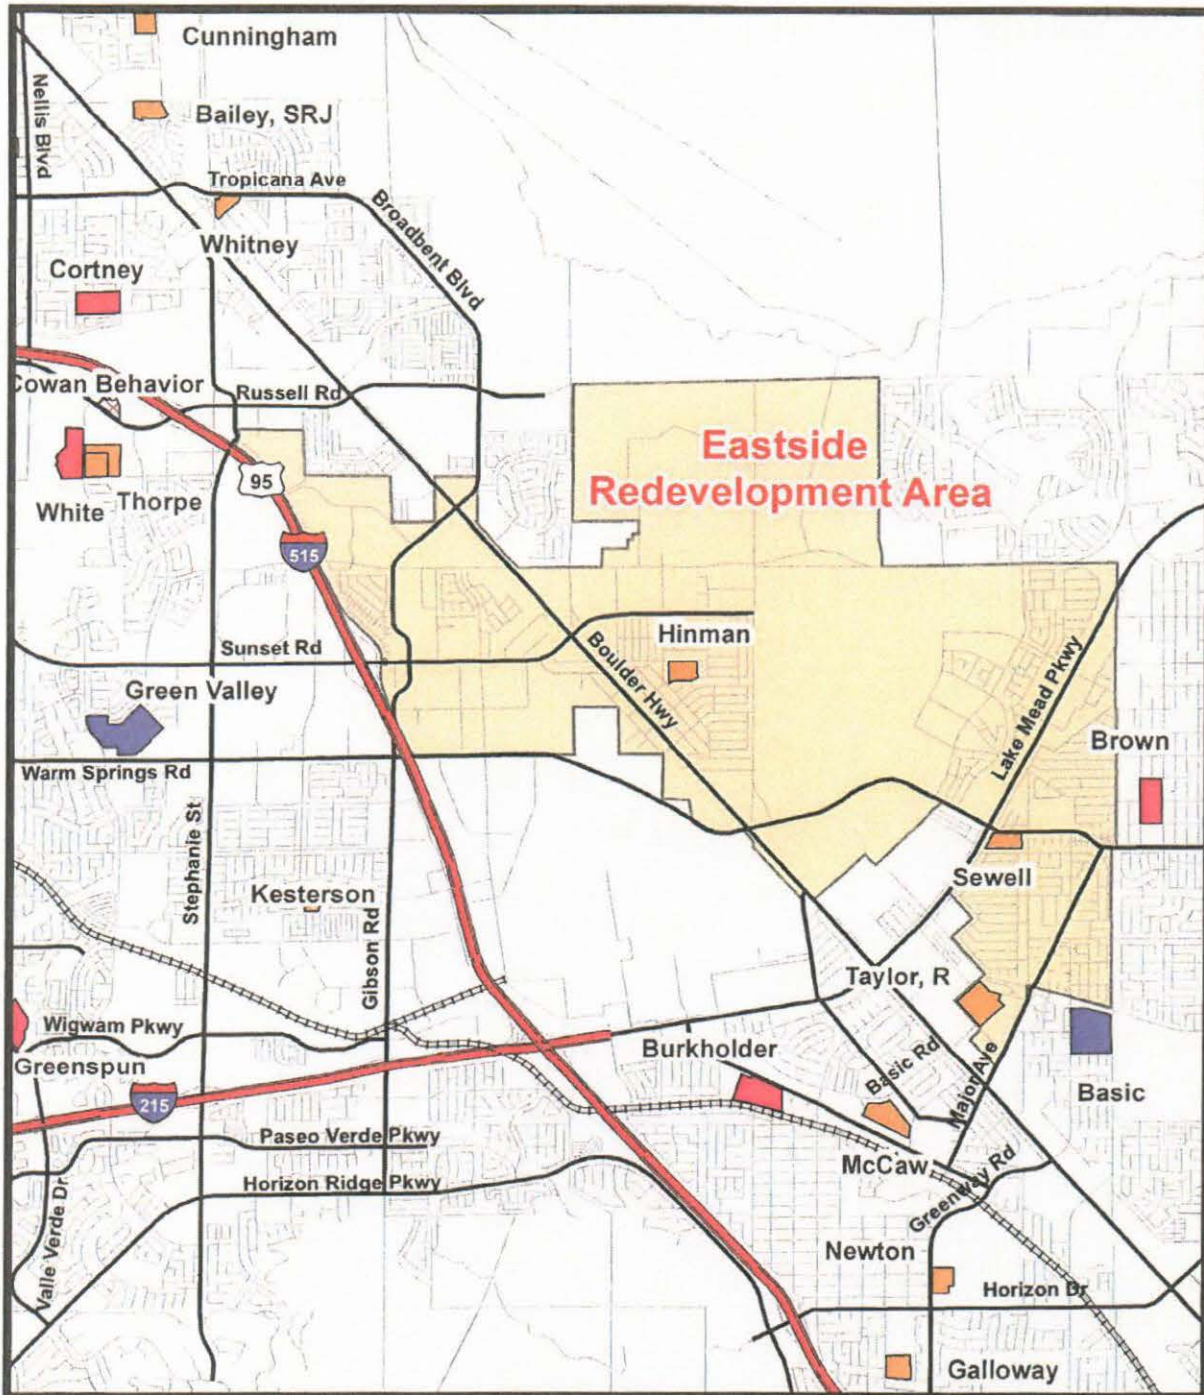 Cunningham
Nellis Blvd
Bailey, SRJ
Tropicana Ave
Broadbent Blvd
Whitney
Cortney
Cowan Behavior
Russell Rd
Eastside
Redevelopment Area
95
White
Thorpe
515
Hinman
Sunset Rd
Boulder Hwy
Green Valley
Lake Mead Pkwy
Brown
Warm Springs Rd
Stephanie St
Sewell
Kesterson
Gibson Rd
Taylor, R
Wigwam Pkwy
Burkholder
Basic Rd
Major Ave
Greenspun
Basic
215
Paseo Verde Pkwy
McCaw
Horizon Ridge Pkwy
Greenway Rd
Valle Verde Dr
Newton
Horizon Dr
Galloway